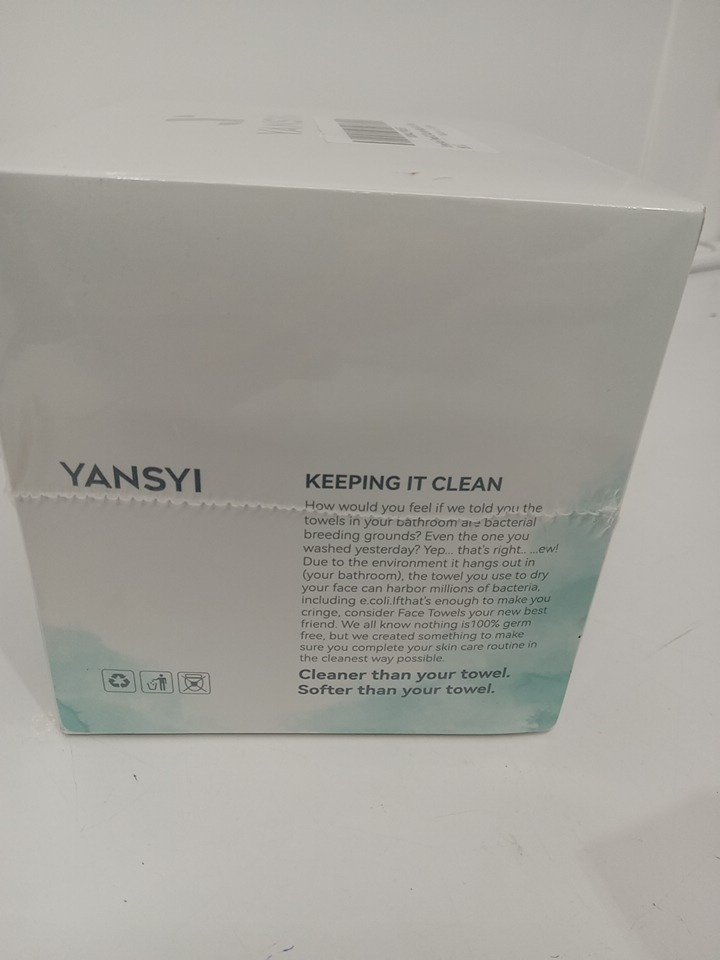 YANSYI
YANSYI
KEEPING IT CLEAN
How would you feel if we told you the
towels in your bathroom are bacterial
breeding grounds? Even the one you
washed yesterday? Yep... that's right.. ...ew!
Due to the environment it hangs out in
(your bathroom), the towel you use to dry
your face can harbor millions of bacteria,
including e.coli.Ifthat's enough to make you
cringe, consider Face Towels your new best
friend. We all know nothing is100% germ
free, but we created something to make
sure you complete your skin care routine in
the cleanest way possible.
Cleaner than your towel.
Softer than your towel.